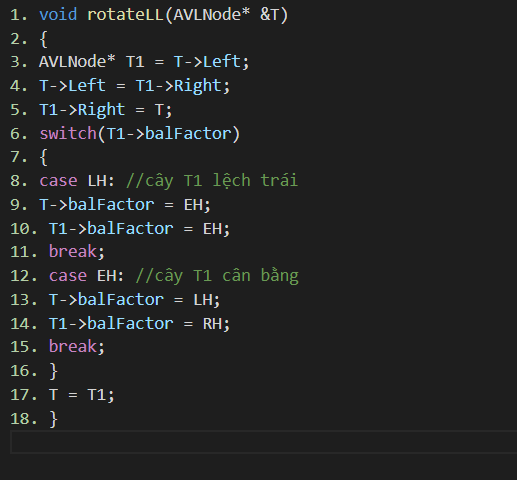 1. void rotateLL(AVLNode* &T)
2. {
3. AVLNode* T1 = T->Left;
4. T->Left = T1->Right;
5. T1->Right = T;
6. switch(T1->balFactor)
7. {
8. case LH: //cây T1 lệch trái
9. T->balFactor = EH;
10. T1->balFactor = EH;
11. break;
12. case EH: //cây T1 cân bằng
13. T->balFactor = LH;
14. T1->balFactor = RH;
15. break;
16. }
17. T = T1;
18. }